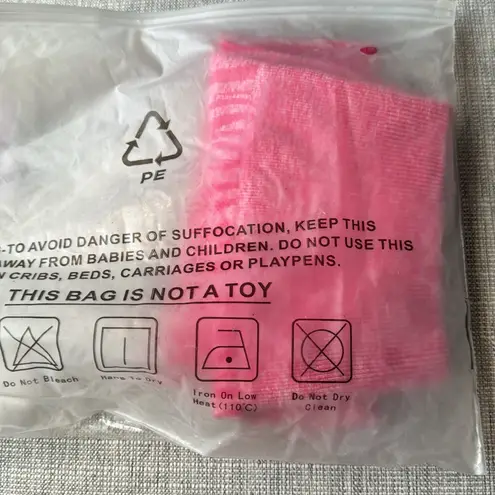 PE
-TO AVOID DANGER OF SUFFOCATION, KEEP THIS
AWAY FROM BABIES AND CHILDREN. DO NOT USE THIS
N CRIBS, BEDS, CARRIAGES OR PLAYPENS.
THIS BAG IS NOT A TOY
Do Not Bleach
To Dry
Iron On Low
Heat(110℃)
Do Not Dry
Clean